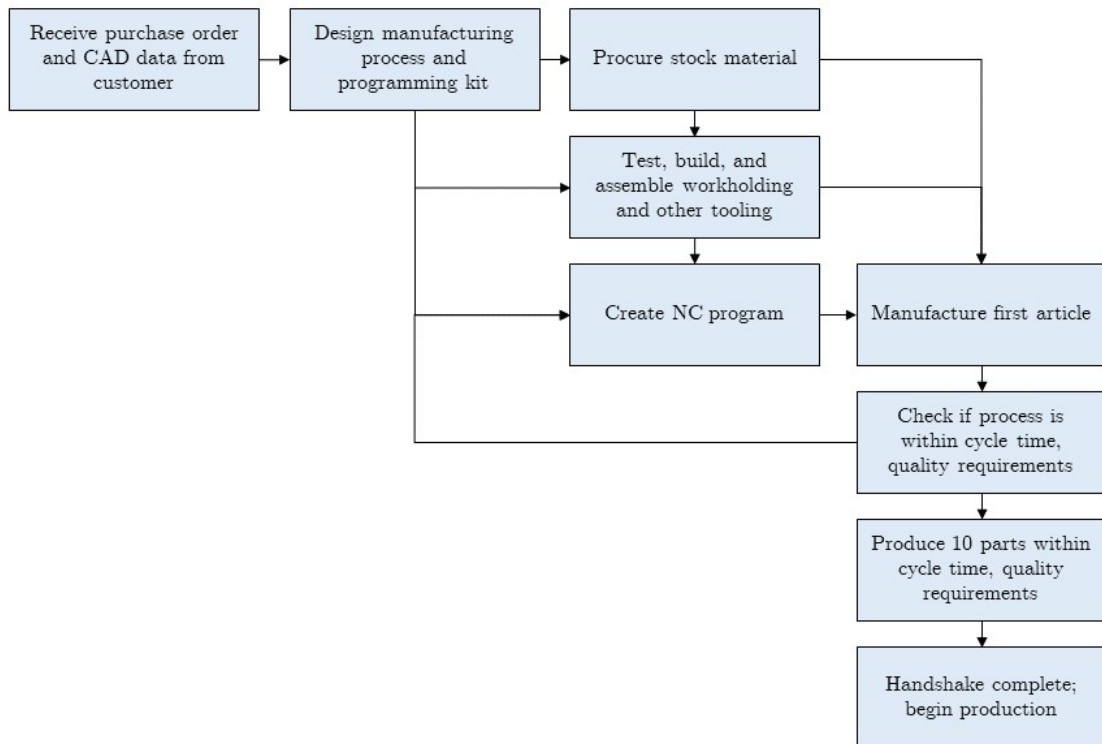 Receive purchase order
and CAD data from
customer
Design manufacturing
process and
programming kit
Procure stock material
Test, build, and
assemble workholding
and other tooling
Create NC program
Manufacture first article
Check if process is
within cycle time,
quality requirements
Produce 10 parts within
cycle time, quality
requirements
Handshake complete;
begin production